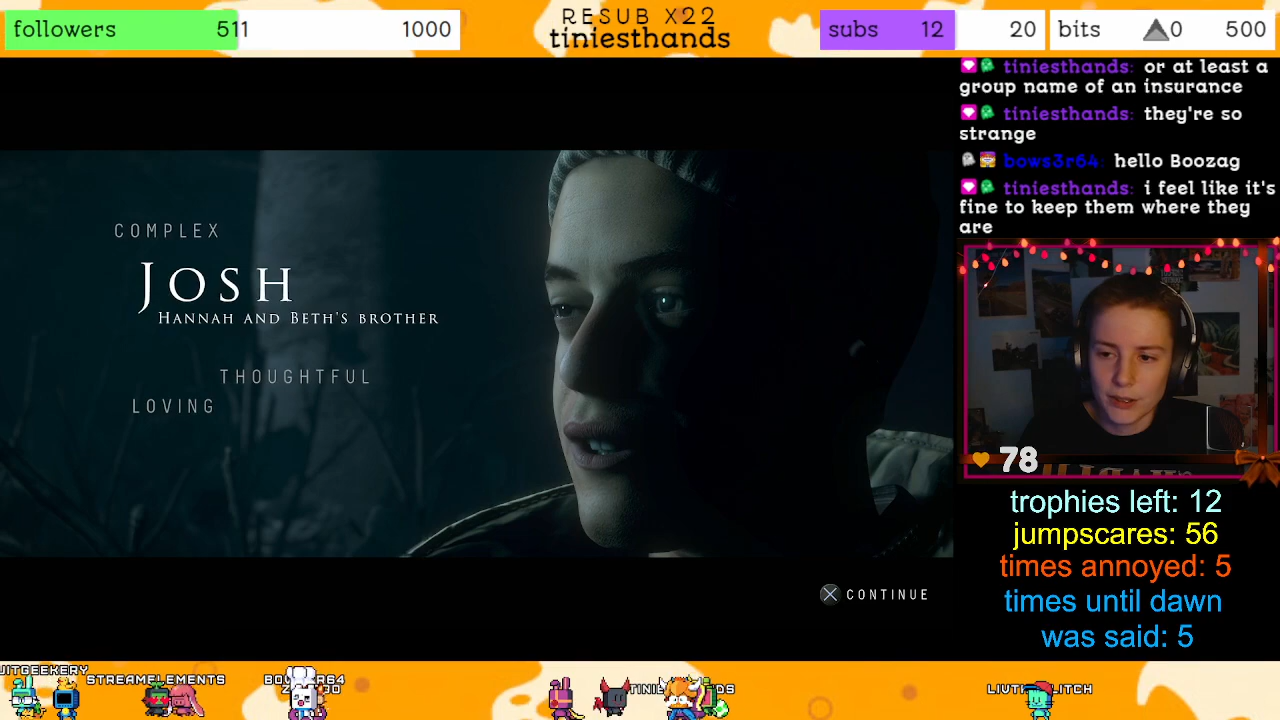 followers 511 1000
RESUB X22
tiniesthands
subs 12 20
bits 0 500
tiniesthands: or at least a
group name of an insurance
tiniesthands: they're so
strange
bows3r64: hello Boozag
tiniesthands: i feel like it's
fine to keep them where they
are
COMPLEX
JOSH
HANNAH AND BETH'S BROTHER
THOUGHTFUL
LOVING
CONTINUE
78
trophies left: 12
jumpscares: 56
times annoyed: 5
times until dawn
was said: 5
STREAMELEMENTS